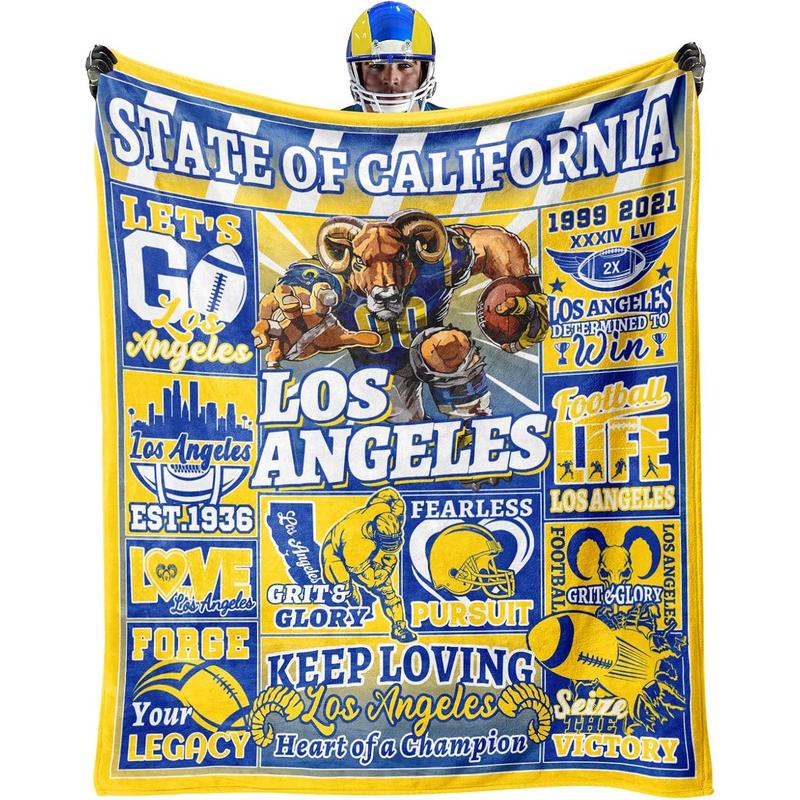 STATE OF CALIFORNIA
LET'S
GO
Los
Angeles
1999 2021
XXXIV LVI
2X
LOS ANGELES
DETERMINED TO
Win
00
LOS
ANGELES
Los Angeles
EST.1936
Football
LIFE
LOS ANGELES
LOVE
Los Angeles
Los Angeles
GRIT &
GLORY
FEARLESS
PURSUIT
FOOTBALL
LOS ANGELES
GRIT & GLORY
FORGE
Your
LEGACY
KEEP LOVING
Los Angeles
Heart of a Champion
Seize
THE
VICTORY